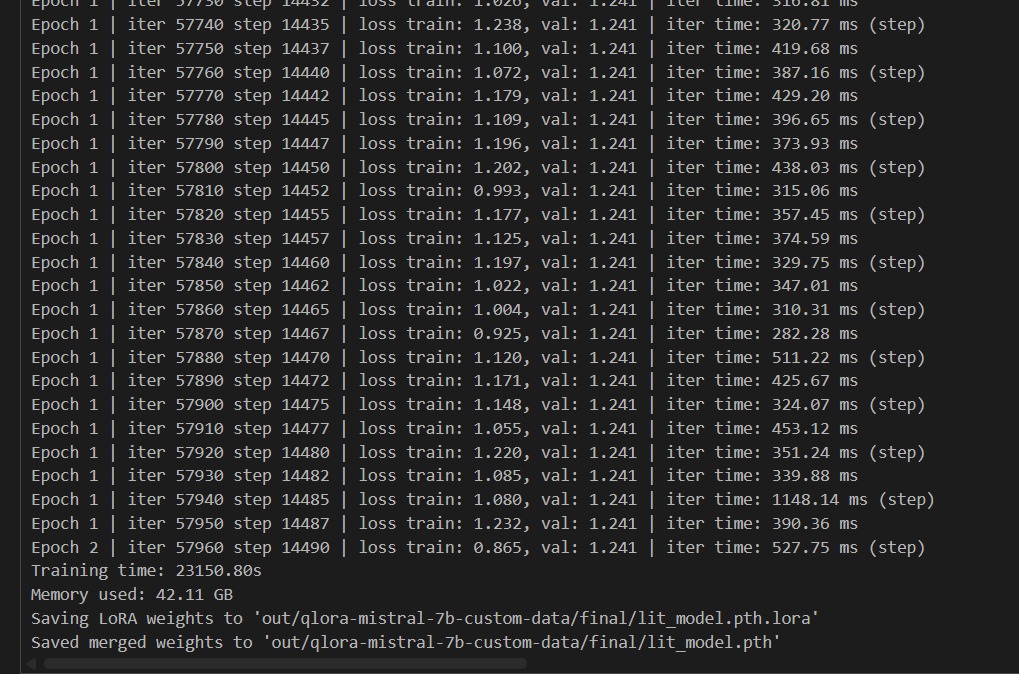 Epoch 1 | iter 57730 step 14432 | loss train: 1.026, val: 1.241 | iter time: 316.81 ms
Epoch 1 | iter 57740 step 14435 | loss train: 1.238, val: 1.241 | iter time: 320.77 ms (step)
Epoch 1 | iter 57750 step 14437 | loss train: 1.100, val: 1.241 | iter time: 419.68 ms
Epoch 1 | iter 57760 step 14440 | loss train: 1.072, val: 1.241 | iter time: 387.16 ms (step)
Epoch 1 | iter 57770 step 14442 | loss train: 1.179, val: 1.241 | iter time: 429.20 ms
Epoch 1 | iter 57780 step 14445 | loss train: 1.109, val: 1.241 | iter time: 396.65 ms (step)
Epoch 1 | iter 57790 step 14447 | loss train: 1.196, val: 1.241 | iter time: 373.93 ms
Epoch 1 | iter 57800 step 14450 | loss train: 1.202, val: 1.241 | iter time: 438.03 ms (step)
Epoch 1 | iter 57810 step 14452 | loss train: 0.993, val: 1.241 | iter time: 315.06 ms
Epoch 1 | iter 57820 step 14455 | loss train: 1.177, val: 1.241 | iter time: 357.45 ms (step)
Epoch 1 | iter 57830 step 14457 | loss train: 1.125, val: 1.241 | iter time: 374.59 ms
Epoch 1 | iter 57840 step 14460 | loss train: 1.197, val: 1.241 | iter time: 329.75 ms (step)
Epoch 1 | iter 57850 step 14462 | loss train: 1.022, val: 1.241 | iter time: 347.01 ms
Epoch 1 | iter 57860 step 14465 | loss train: 1.004, val: 1.241 | iter time: 310.31 ms (step)
Epoch 1 | iter 57870 step 14467 | loss train: 0.925, val: 1.241 | iter time: 282.28 ms
Epoch 1 | iter 57880 step 14470 | loss train: 1.120, val: 1.241 | iter time: 511.22 ms (step)
Epoch 1 | iter 57890 step 14472 | loss train: 1.171, val: 1.241 | iter time: 425.67 ms
Epoch 1 | iter 57900 step 14475 | loss train: 1.148, val: 1.241 | iter time: 324.07 ms (step)
Epoch 1 | iter 57910 step 14477 | loss train: 1.055, val: 1.241 | iter time: 453.12 ms
Epoch 1 | iter 57920 step 14480 | loss train: 1.220, val: 1.241 | iter time: 351.24 ms (step)
Epoch 1 | iter 57930 step 14482 | loss train: 1.085, val: 1.241 | iter time: 339.88 ms
Epoch 1 | iter 57940 step 14485 | loss train: 1.080, val: 1.241 | iter time: 1148.14 ms (step)
Epoch 1 | iter 57950 step 14487 | loss train: 1.232, val: 1.241 | iter time: 390.36 ms
Epoch 2 | iter 57960 step 14490 | loss train: 0.865, val: 1.241 | iter time: 527.75 ms (step)
Training time: 23150.80s
Memory used: 42.11 GB
Saving LoRA weights to 'out/qlora-mistral-7b-custom-data/final/lit_model.pth.lora'
Saved merged weights to 'out/qlora-mistral-7b-custom-data/final/lit_model.pth'